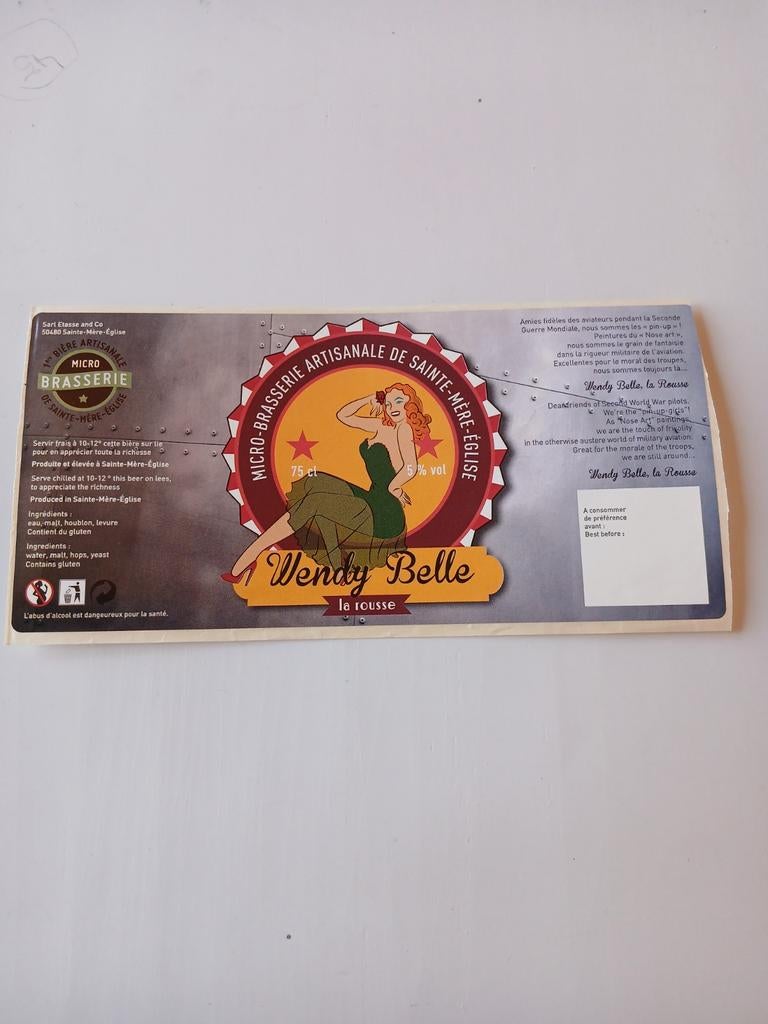 Sarl Etasse and Co
50480 Sainte-Mère-Église
1ère BIÈRE ARTISANALE
MICRO
BRASSERIE
DE SAINTE-MÈRE-ÉGLISE
Servir frais à 10-12° cette bière sur lie
pour en apprécier toute la richesse
Produite et élevée à Sainte-Mère-Église
Serve chilled at 10-12 ° this beer on lees,
to appreciate the richness
Produced in Sainte-Mère-Église
Ingrédients :
eau, malt, houblon, levure
Contient du gluten
Ingredients :
water, malt, hops, yeast
Contains gluten
L'abus d'alcool est dangeureux pour la santé.
MICRO-BRASSERIE ARTISANALE DE SAINTE-MÈRE-ÉGLISE
75 cl
5 % vol
Wendy Belle
la rousse
Amies fidèles des aviateurs pendant la Seconde
Guerre Mondiale, nous sommes les « pin-up » !
Peintures du « Nose art »,
nous sommes le grain de fantaisie
dans la rigueur militaire de l'aviation.
Excellentes pour le moral des troupes,
nous sommes toujours là...
Wendy Belle, la Rousse
Dear friends of Second World War pilots.
We're the "pin-up-girls"!
As "Nose Art" paintings
we are the touch of frivolity
in the otherwise austere world of military aviation.
Great for the morale of the troops,
we are still around...
Wendy Belle, la Rousse
A consommer
de préférence
avant :
Best before :